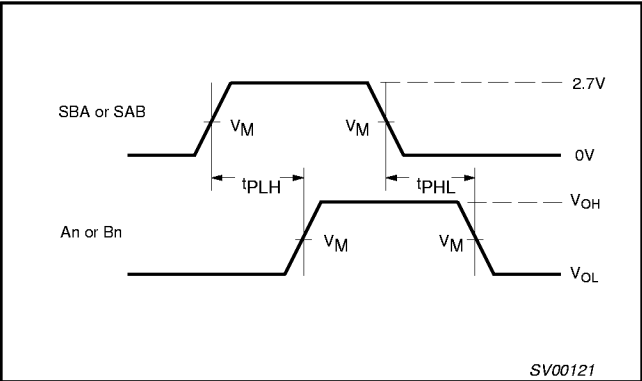 2.7V
SBA or SAB
VM
VM
0V
tPLH
tPHL
VOH
An or Bn
VM
VM
VOL
SV00121